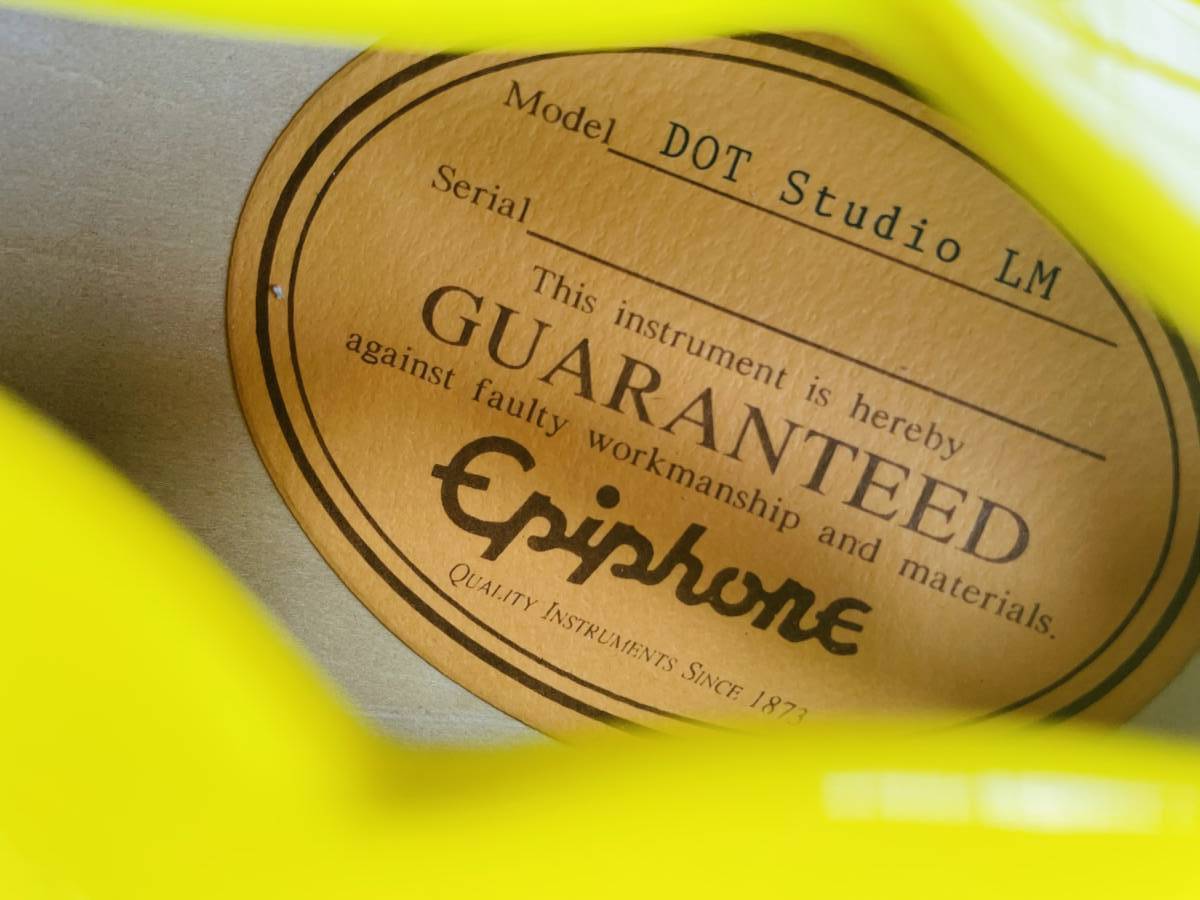 Model DOT Studio LM
Serial
This instrument is hereby
GUARANTEED
against faulty workmanship and materials.
Epiphone
QUALITY INSTRUMENTS SINCE 1873